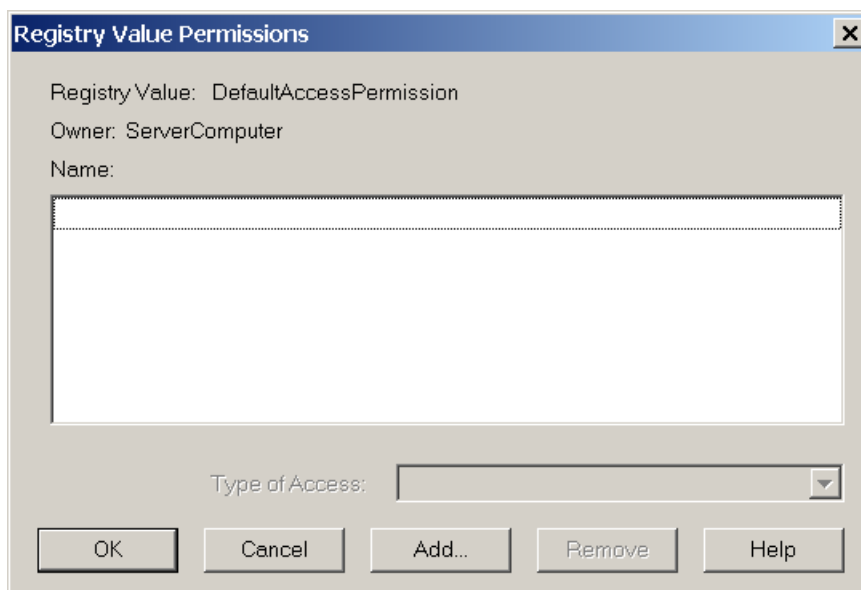 Registry Value Permissions
Registry Value: DefaultAccessPermission
Owner: ServerComputer
Name:
Type of Access:
OK Cancel Add... Remove Help